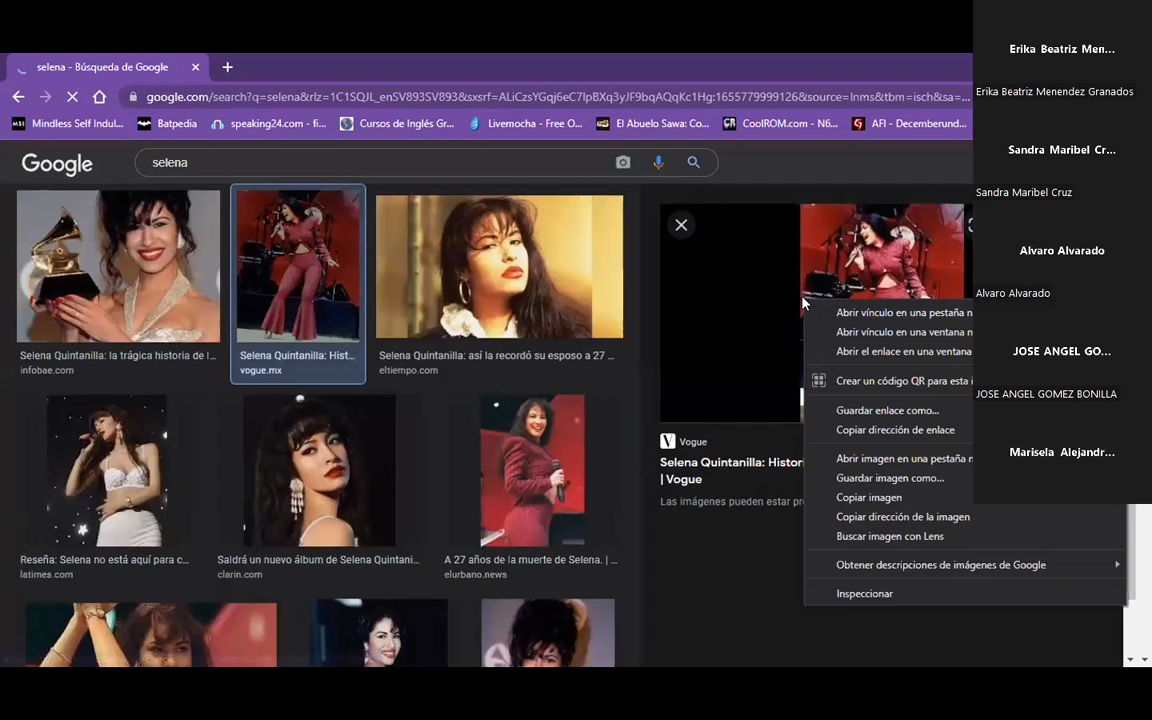 selena - Búsqueda de Google
google.com/search?q=selena&rlz=1C1SQJL_enSV893SV893&sxsrf=ALiCzsYGqj6eC7lpBXq3yJF9bqAQqKc1Hg:1655779999126&source=lnms&tbm=isch&sa=...
Mindless Self Indul... Batpedia speaking24.com - fi... Cursos de Inglés Gr... Livemocha - Free O... El Abuelo Sawa: Co... CoolROM.com - N6... AFI - Decemberund...
Google
selena
Selena Quintanilla: la trágica historia de l...
infobae.com
Selena Quintanilla: Hist...
vogue.mx
Selena Quintanilla: así la recordó su esposo a 27 ...
eltiempo.com
Reseña: Selena no está aquí para c...
latimes.com
Saldrá un nuevo álbum de Selena Quintani...
clarin.com
A 27 años de la muerte de Selena. | ...
elurbano.news
Vogue
Selena Quintanilla: Histori
| Vogue
Las imágenes pueden estar pr
Abrir vínculo en una pestaña n
Abrir vínculo en una ventana n
Abrir el enlace en una ventana
Crear un código QR para esta i
Guardar enlace como...
Copiar dirección de enlace
Abrir imagen en una pestaña n
Guardar imagen como...
Copiar imagen
Copiar dirección de la imagen
Buscar imagen con Lens
Obtener descripciones de imágenes de Google
Inspeccionar
Erika Beatriz Men...
Erika Beatriz Menendez Granados
Sandra Maribel Cr...
Sandra Maribel Cruz
Alvaro Alvarado
Alvaro Alvarado
JOSE ANGEL GO...
JOSE ANGEL GOMEZ BONILLA
Marisela Alejandr...